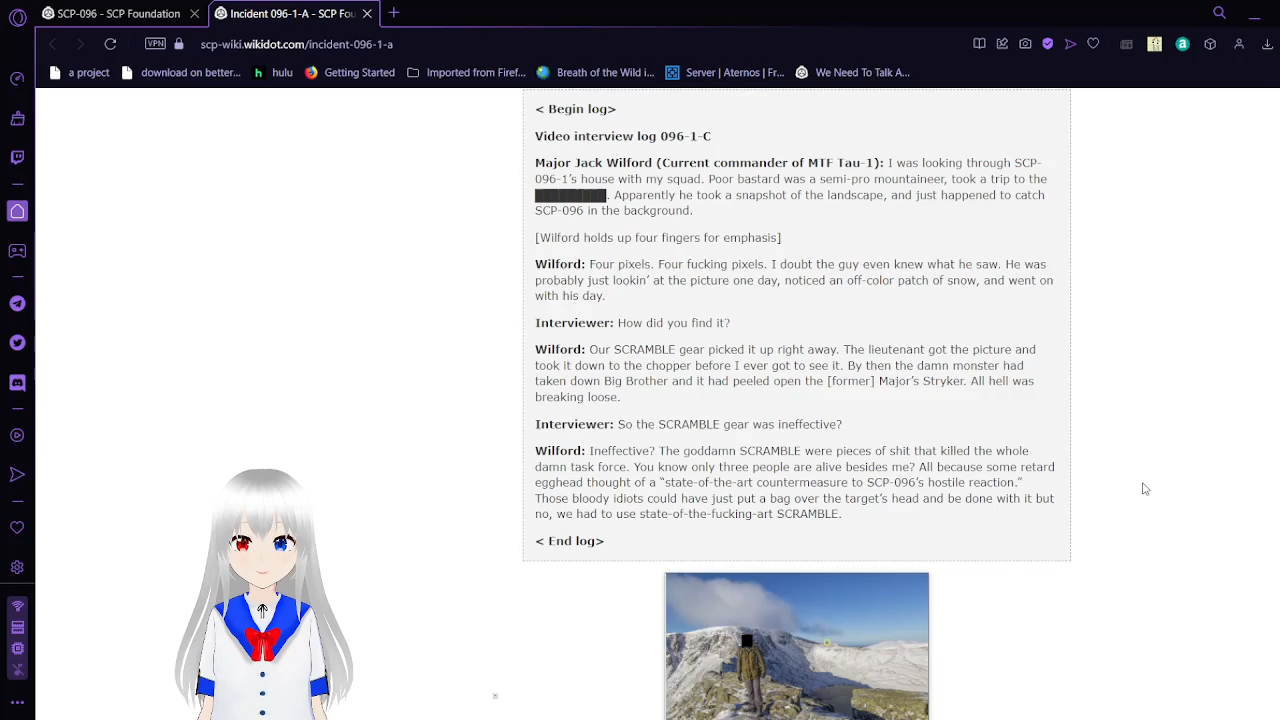 SCP-096 - SCP Foundation
Incident 096-1-A - SCP Fou
VPN
scp-wiki.wikidot.com/incident-096-1-a
a project
download on better...
hulu
Getting Started
Imported from Firef...
Breath of the Wild i...
Server | Aternos | Fr...
We Need To Talk A...
< Begin log>
Video interview log 096-1-C
Major Jack Wilford (Current commander of MTF Tau-1): I was looking through SCP-
096-1's house with my squad. Poor bastard was a semi-pro mountaineer, took a trip to the
█████████. Apparently he took a snapshot of the landscape, and just happened to catch
SCP-096 in the background.
[Wilford holds up four fingers for emphasis]
Wilford: Four pixels. Four fucking pixels. I doubt the guy even knew what he saw. He was
probably just lookin' at the picture one day, noticed an off-color patch of snow, and went on
with his day.
Interviewer: How did you find it?
Wilford: Our SCRAMBLE gear picked it up right away. The lieutenant got the picture and
took it down to the chopper before I ever got to see it. By then the damn monster had
taken down Big Brother and it had peeled open the [former] Major's Stryker. All hell was
breaking loose.
Interviewer: So the SCRAMBLE gear was ineffective?
Wilford: Ineffective? The goddamn SCRAMBLE were pieces of shit that killed the whole
damn task force. You know only three people are alive besides me? All because some retard
egghead thought of a "state-of-the-art countermeasure to SCP-096's hostile reaction."
Those bloody idiots could have just put a bag over the target's head and be done with it but
no, we had to use state-of-the-fucking-art SCRAMBLE.
< End log>